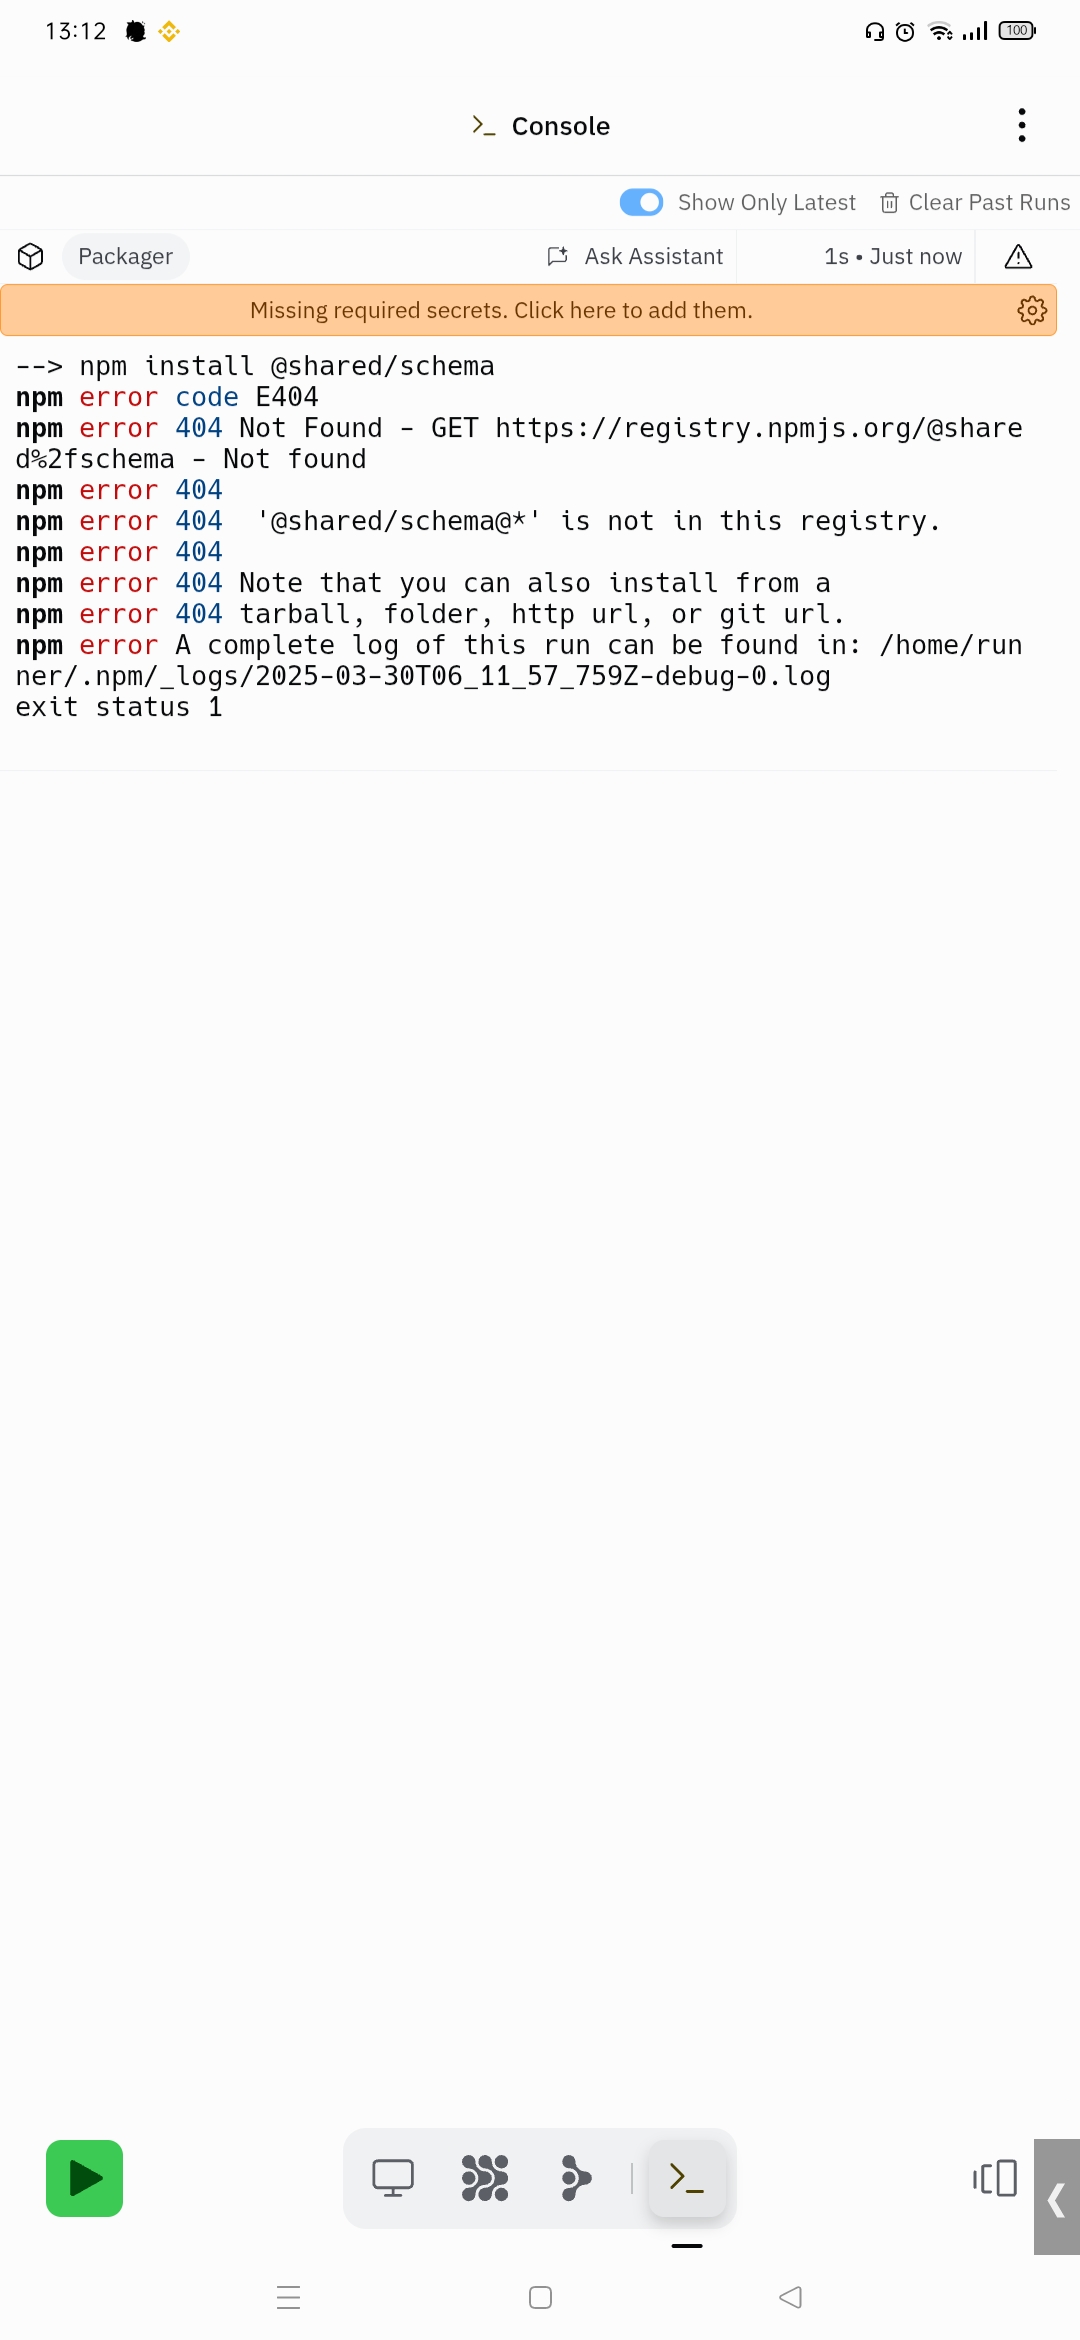 13:12
100
>_ Console
Show Only Latest
Clear Past Runs
Packager
Ask Assistant
1s • Just now
Missing required secrets. Click here to add them.
--> npm install @shared/schema
npm error code E404
npm error 404 Not Found - GET https://registry.npmjs.org/@share
d%2fschema - Not found
npm error 404
npm error 404  '@shared/schema@*' is not in this registry.
npm error 404
npm error 404 Note that you can also install from a
npm error 404 tarball, folder, http url, or git url.
npm error A complete log of this run can be found in: /home/run
ner/.npm/_logs/2025-03-30T06_11_57_759Z-debug-0.log
exit status 1